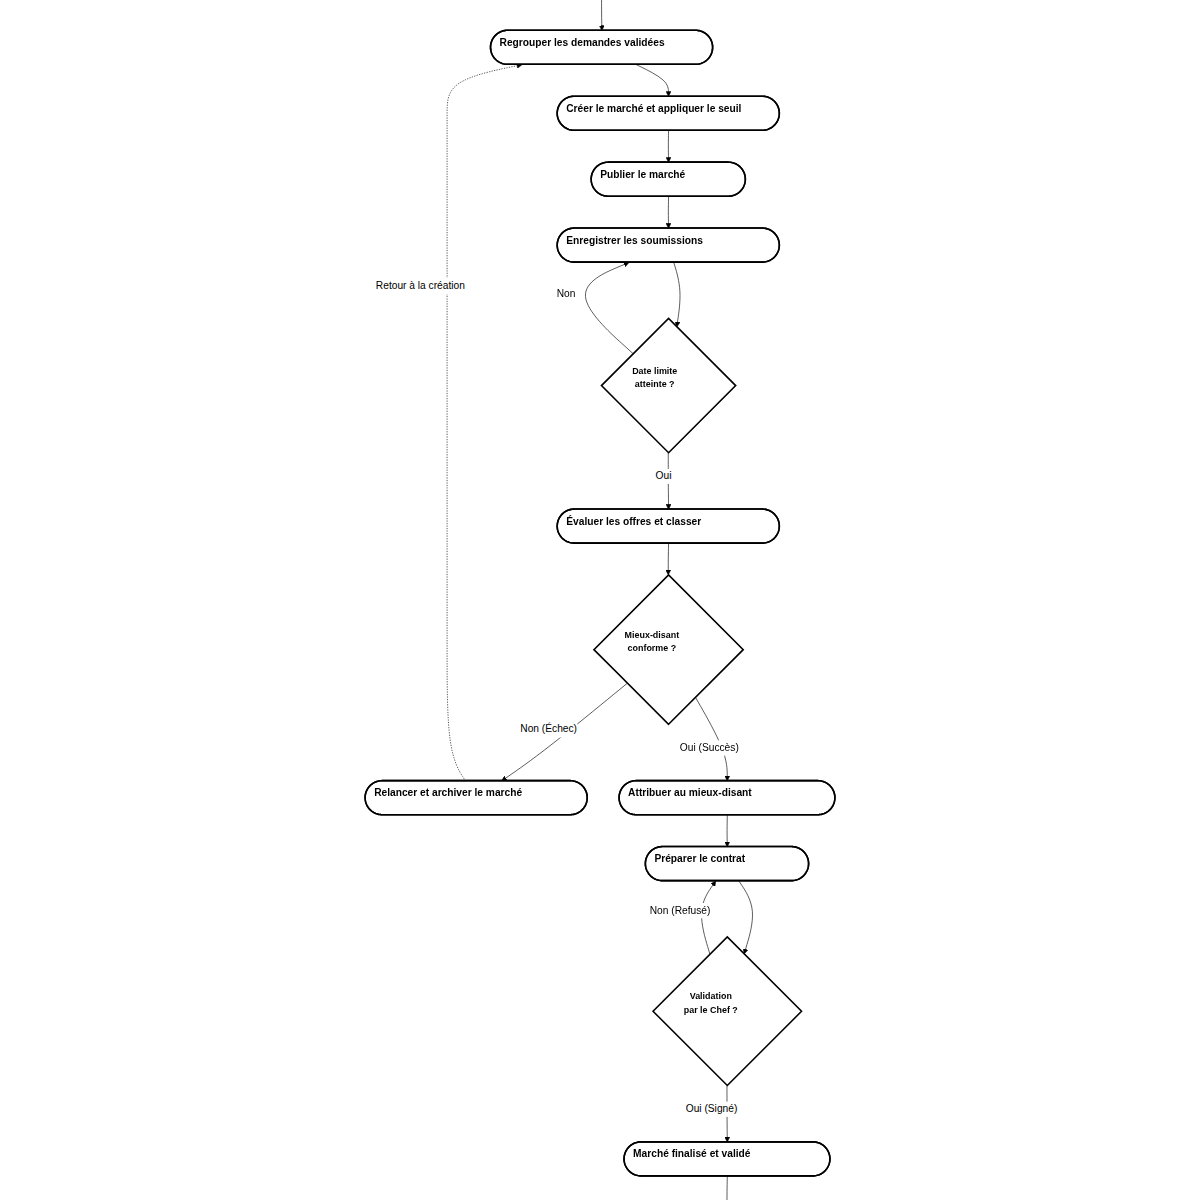 Regrouper les demandes validées
Créer le marché et appliquer le seuil
Publier le marché
Enregistrer les soumissions
Retour à la création
Non
Date limite
atteinte ?
Oui
Évaluer les offres et classer
Mieux-disant
conforme ?
Non (Échec)
Oui (Succès)
Relancer et archiver le marché
Attribuer au mieux-disant
Préparer le contrat
Non (Refusé)
Validation
par le Chef ?
Oui (Signé)
Marché finalisé et validé